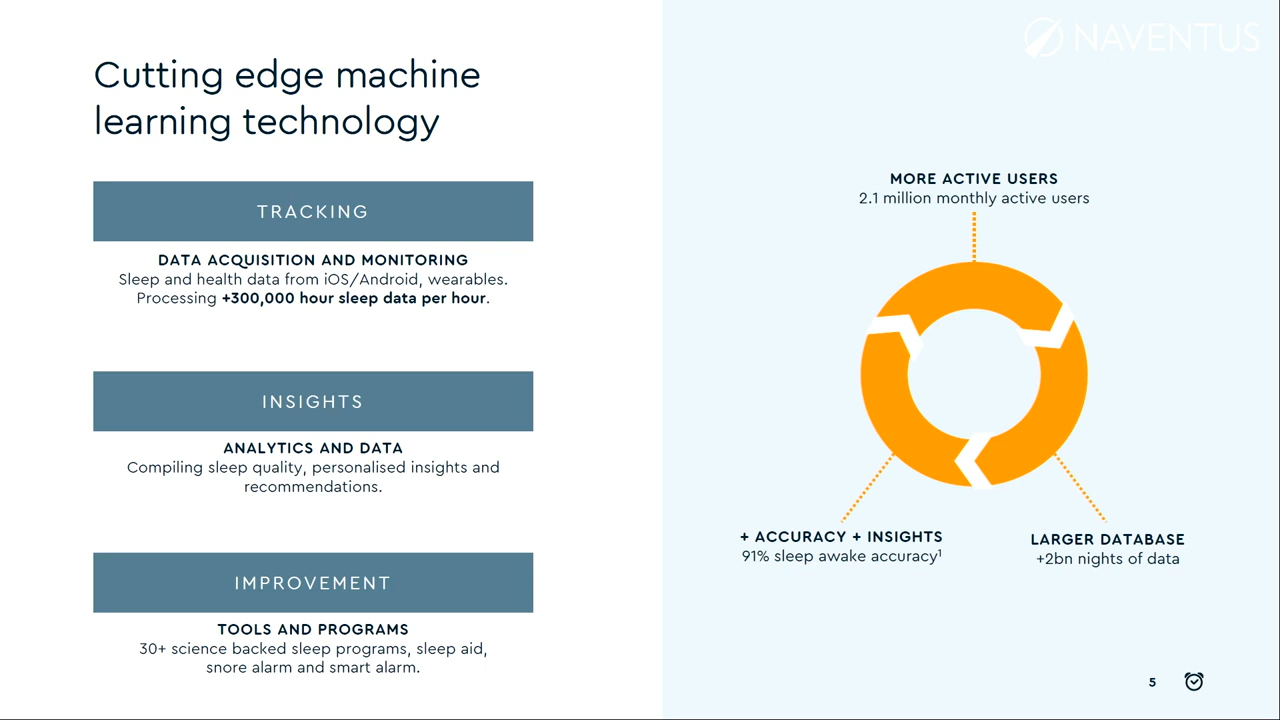 NAVENTUS
Cutting edge machine
learning technology
TRACKING
DATA ACQUISITION AND MONITORING
Sleep and health data from iOS/Android, wearables.
Processing +300,000 hour sleep data per hour.
INSIGHTS
ANALYTICS AND DATA
Compiling sleep quality, personalised insights and
recommendations.
IMPROVEMENT
TOOLS AND PROGRAMS
30+ science backed sleep programs, sleep aid,
snore alarm and smart alarm.
MORE ACTIVE USERS
2.1 million monthly active users
+ ACCURACY + INSIGHTS
91% sleep awake accuracy¹
LARGER DATABASE
+2bn nights of data
5